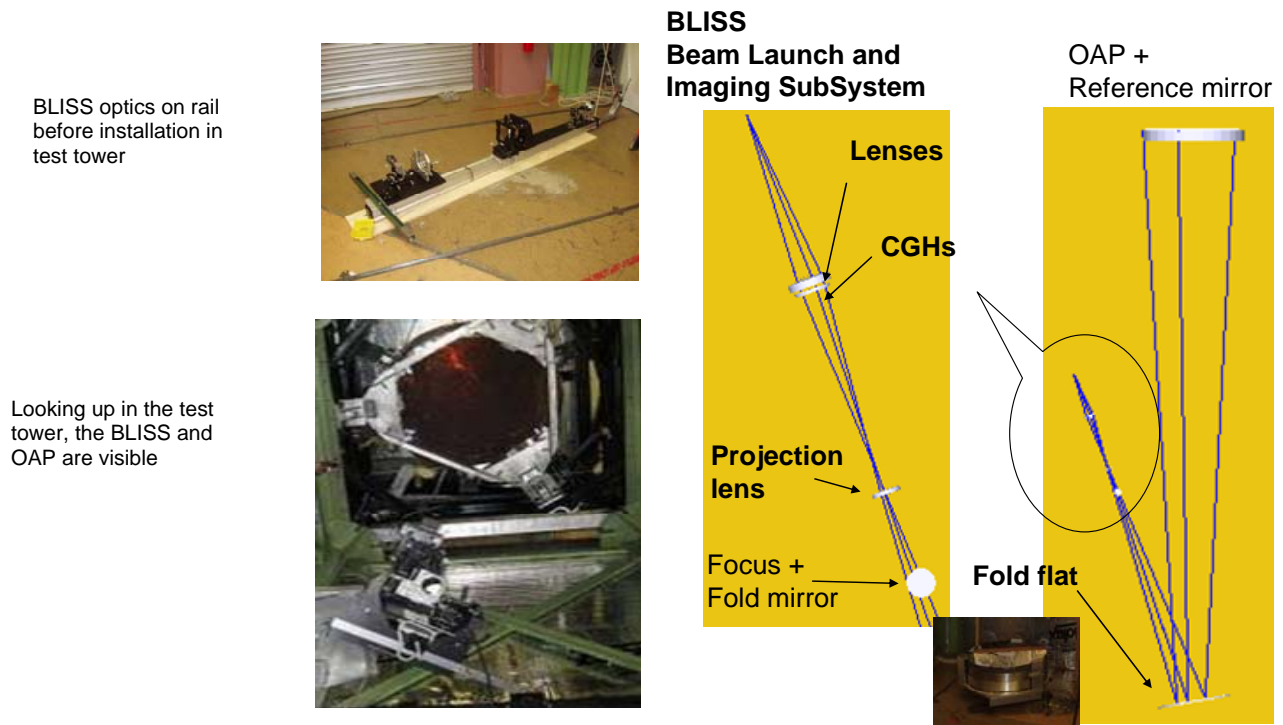 BLISS
Beam Launch and
Imaging SubSystem
OAP +
Reference mirror
BLISS optics on rail
before installation in
test tower
Lenses
CGHs
Looking up in the test
tower, the BLISS and
OAP are visible
Projection
lens
Focus +
Fold mirror
Fold flat